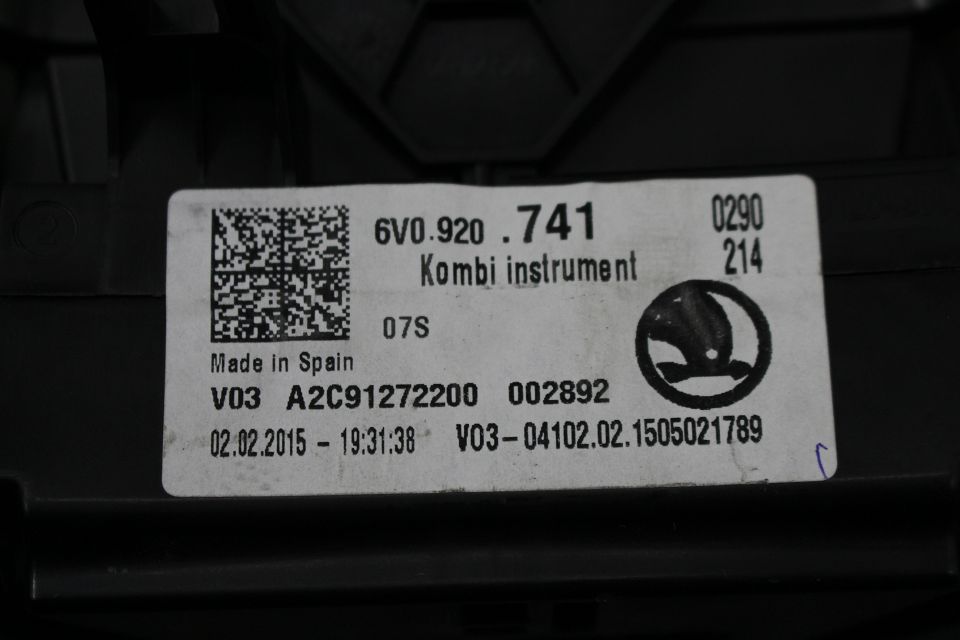 6V0.920 .741 0290
Kombi instrument 214
07S
Made in Spain
V03 A2C91272200 002892
02.02.2015 - 19:31:38 V03-04102.02.1505021789
2